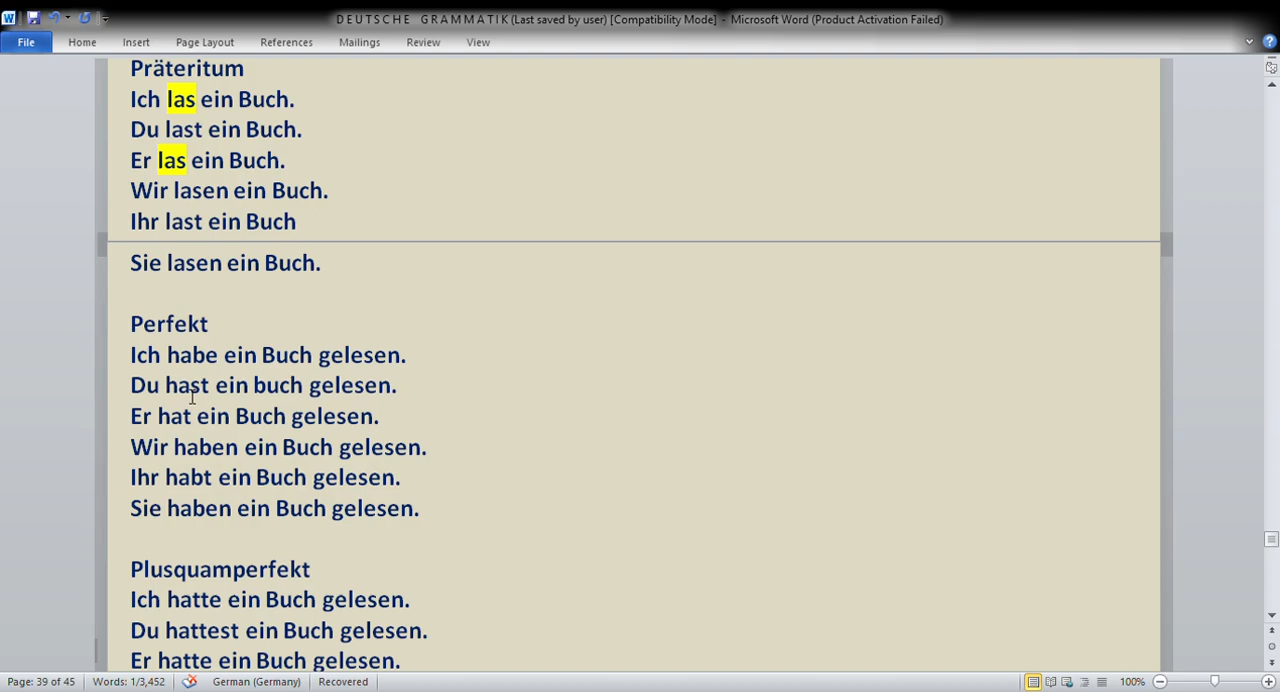 D E U T S C H E   G R A M M A T I K (Last saved by user) [Compatibility Mode] - Microsoft Word (Product Activation Failed)
File Home Insert Page Layout References Mailings Review View
Präteritum
Ich las ein Buch.
Du last ein Buch.
Er las ein Buch.
Wir lasen ein Buch.
Ihr last ein Buch
Sie lasen ein Buch.
Perfekt
Ich habe ein Buch gelesen.
Du hast ein buch gelesen.
Er hat ein Buch gelesen.
Wir haben ein Buch gelesen.
Ihr habt ein Buch gelesen.
Sie haben ein Buch gelesen.
Plusquamperfekt
Ich hatte ein Buch gelesen.
Du hattest ein Buch gelesen.
Er hatte ein Buch gelesen.
Page: 39 of 45 Words: 1/3,452 German (Germany) Recovered 100%